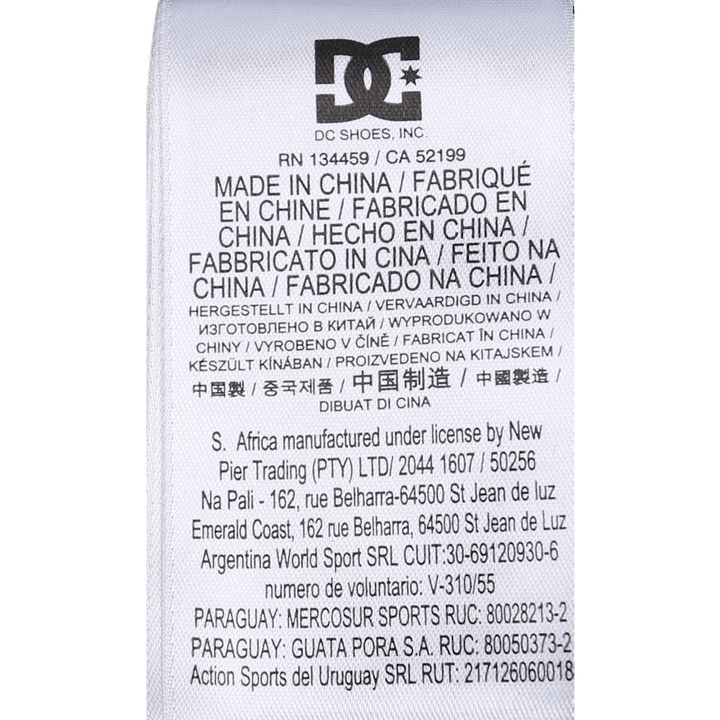 DC
DC SHOES, INC.
RN 134459 / CA 52199
MADE IN CHINA / FABRIQUÉ
EN CHINE / FABRICADO EN
CHINA / HECHO EN CHINA /
FABBRICATO IN CINA / FEITO NA
CHINA / FABRICADO NA CHINA /
HERGESTELLT IN CHINA / VERVAARDIGD IN CHINA /
ИЗГОТОВЛЕНО В КИТАЙ / WYPRODUKOWANO W
CHINY / VYROBENO V ČÍNĚ / FABRICAT ÎN CHINA /
KÉSZÜLT KÍNÁBAN / PROIZVEDENO NA KITAJSKEM /
中国製 / 중국제품 / 中国制造 / 中國製造 /
DIBUAT DI CINA
S. Africa manufactured under license by New
Pier Trading (PTY) LTD/ 2044 1607 / 50256
Na Pali - 162, rue Belharra-64500 St Jean de luz
Emerald Coast, 162 rue Belharra, 64500 St Jean de Luz
Argentina World Sport SRL CUIT:30-69120930-6
numero de voluntario: V-310/55
PARAGUAY: MERCOSUR SPORTS RUC: 80028213-2
PARAGUAY: GUATA PORA S.A. RUC: 80050373-2
Action Sports del Uruguay SRL RUT: 217126060018